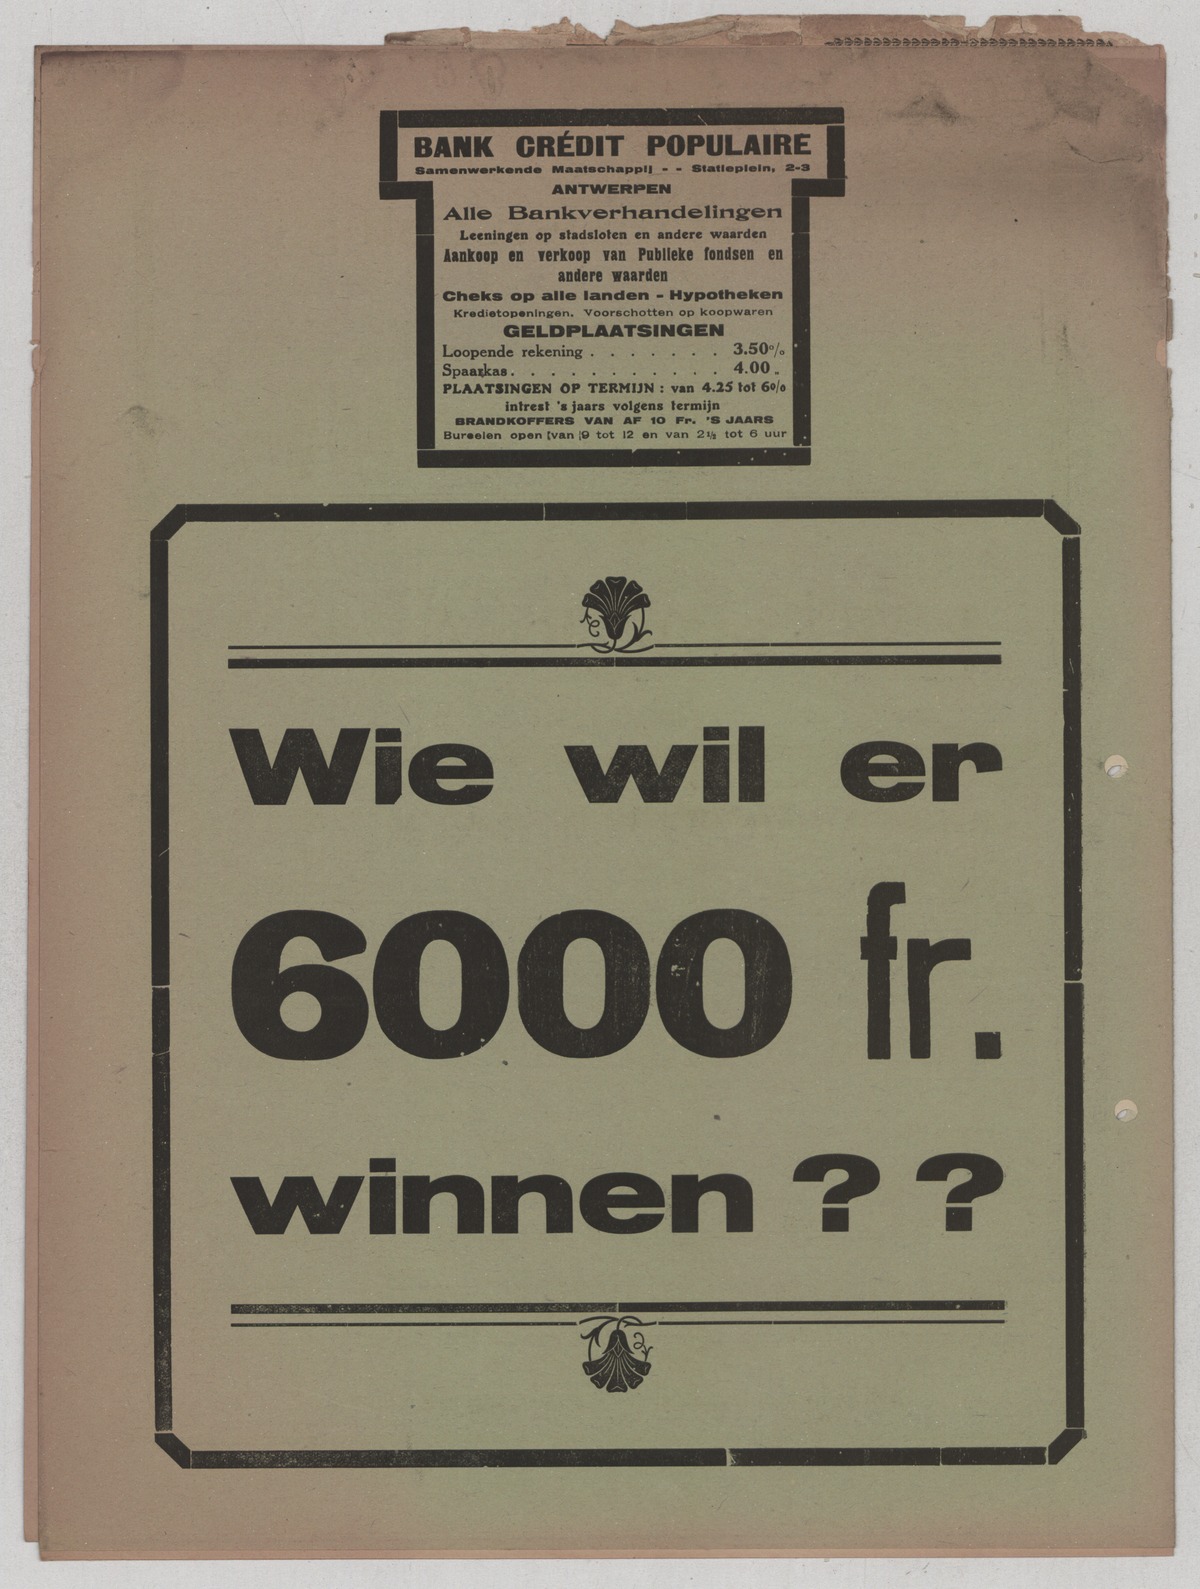 BANK CRÉDIT POPULAIRE
Samenwerkende Maatschappij - - Statieplein, 2-3
ANTWERPEN
Alle Bankverhandelingen
Leeningen op stadsloten en andere waarden
Aankoop en verkoop van Publieke fondsen en
andere waarden
Cheks op alle landen - Hypotheken
Kredietopeningen. Voorschotten op koopwaren
GELDPLAATSINGEN
Loopende rekening . . . . . . . 3.50%
Spaarkas . . . . . . . . . . . 4.00 „
PLAATSINGEN OP TERMIJN : van 4.25 tot 6%
intrest 's jaars volgens termijn
BRANDKOFFERS VAN AF 10 Fr. 'S JAARS
Bureelen open van 9 tot 12 en van 2½ tot 6 uur
Wie wil er
6000 fr.
winnen ? ?